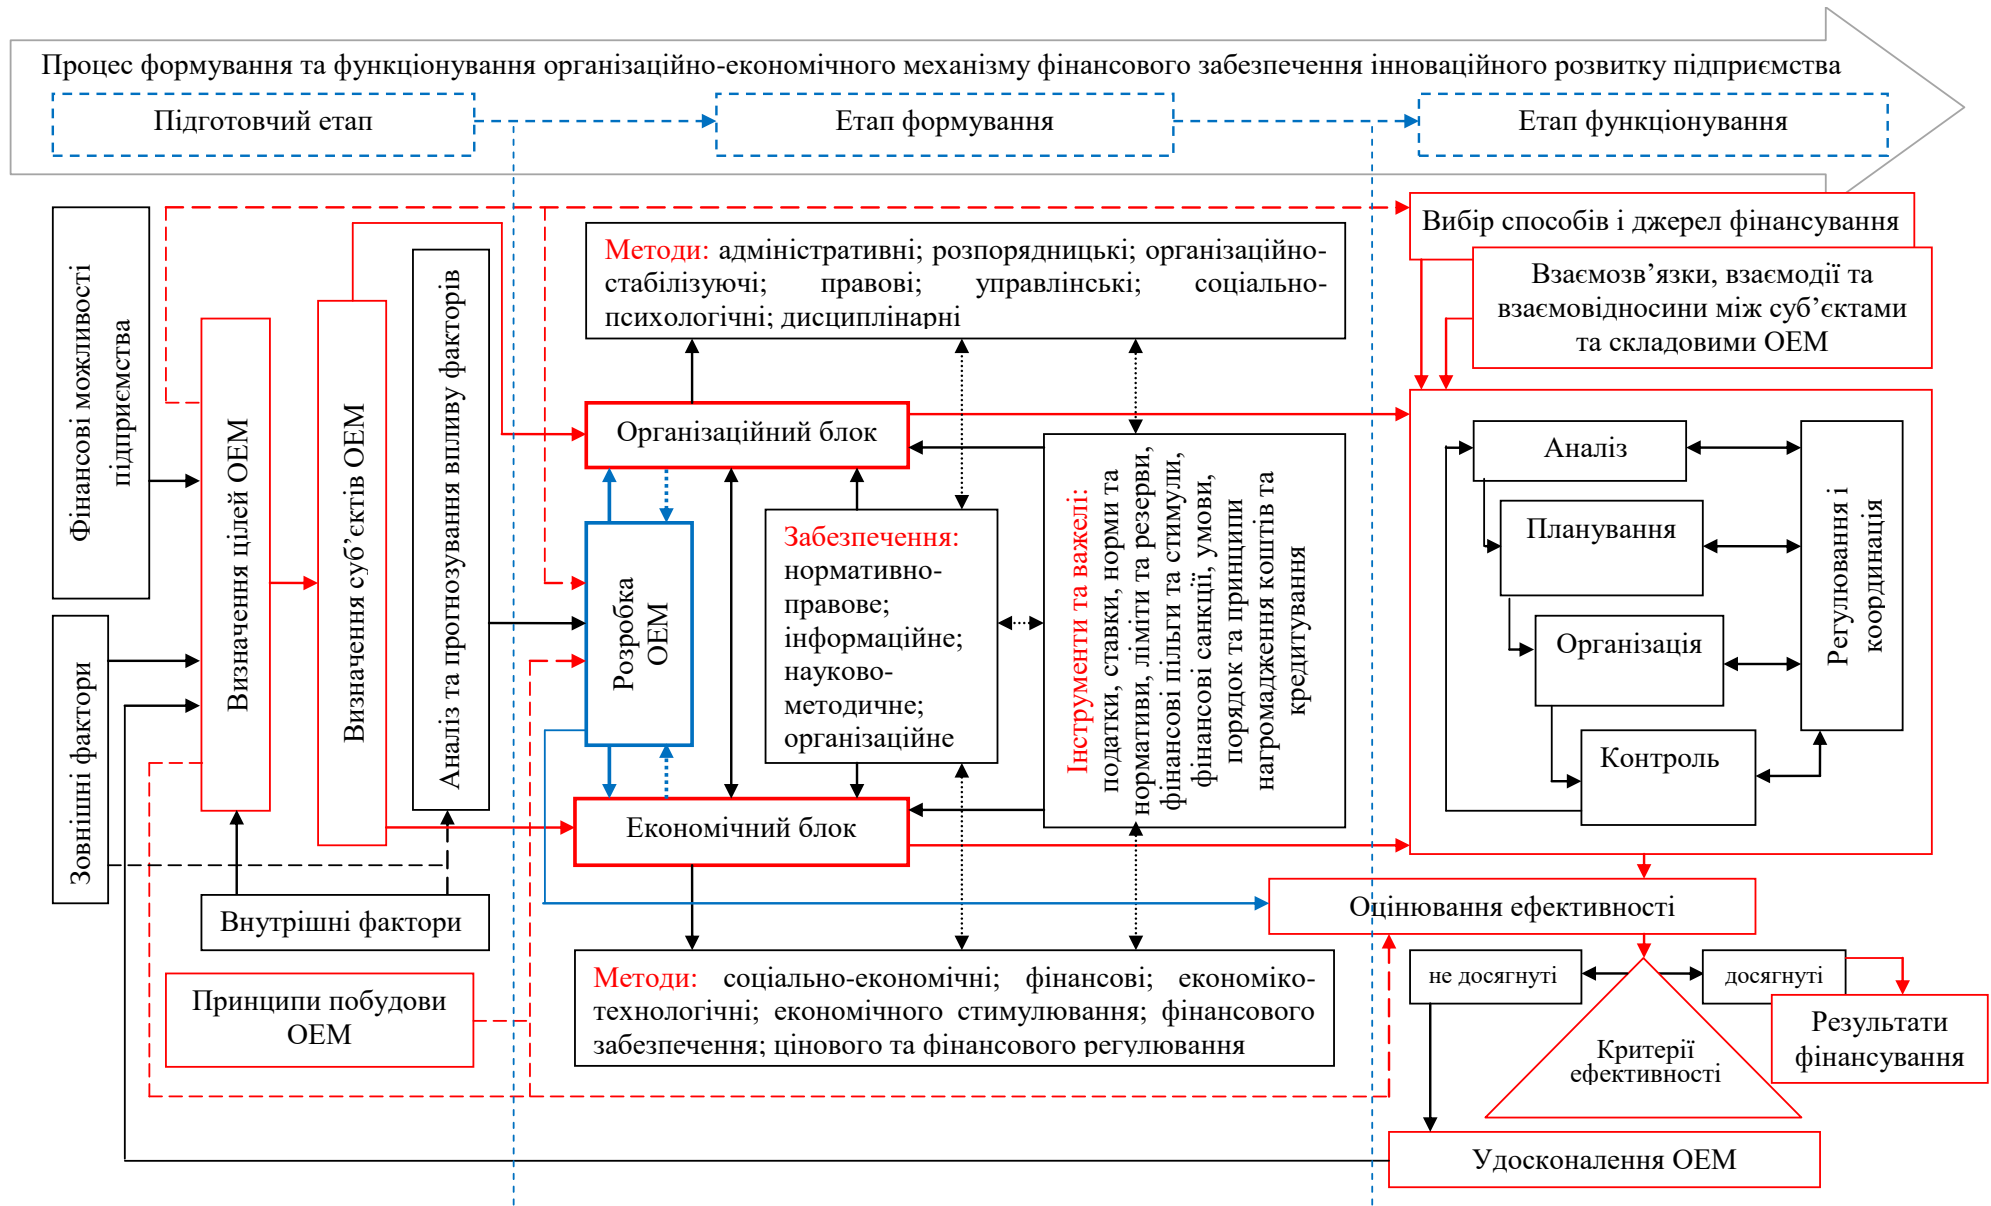 Процес формування та функціонування організаційно-економічного механізму фінансового забезпечення інноваційного розвитку підприємства
Підготовчий етап
Етап формування
Етап функціонування
Фінансові можливості
підприємства
Зовнішні фактори
Визначення цілей ОЕМ
Визначення суб’єктів ОЕМ
Аналіз та прогнозування впливу факторів
Внутрішні фактори
Принципи побудови
ОЕМ
Методи: адміністративні; розпорядницькі; організаційно-
стабілізуючі; правові; управлінські; соціально-
психологічні; дисциплінарні
Організаційний блок
Розробка
ОЕМ
Забезпечення:
нормативно-
правове;
інформаційне;
науково-
методичне;
організаційне
Інструменти та важелі:
податки, ставки, норми та
нормативи, ліміти та резерви,
фінансові пільги та стимули,
фінансові санкції, умови,
порядок та принципи
нагромадження коштів та
кредитування
Економічний блок
Методи: соціально-економічні; фінансові; економіко-
технологічні; економічного стимулювання; фінансового
забезпечення; цінового та фінансового регулювання
Вибір способів і джерел фінансування
Взаємозв’язки, взаємодії та
взаємовідносини між суб’єктами
та складовими ОЕМ
Аналіз
Планування
Організація
Контроль
Регулювання і
координація
Оцінювання ефективності
не досягнуті
досягнуті
Критерії
ефективності
Результати
фінансування
Удосконалення ОЕМ